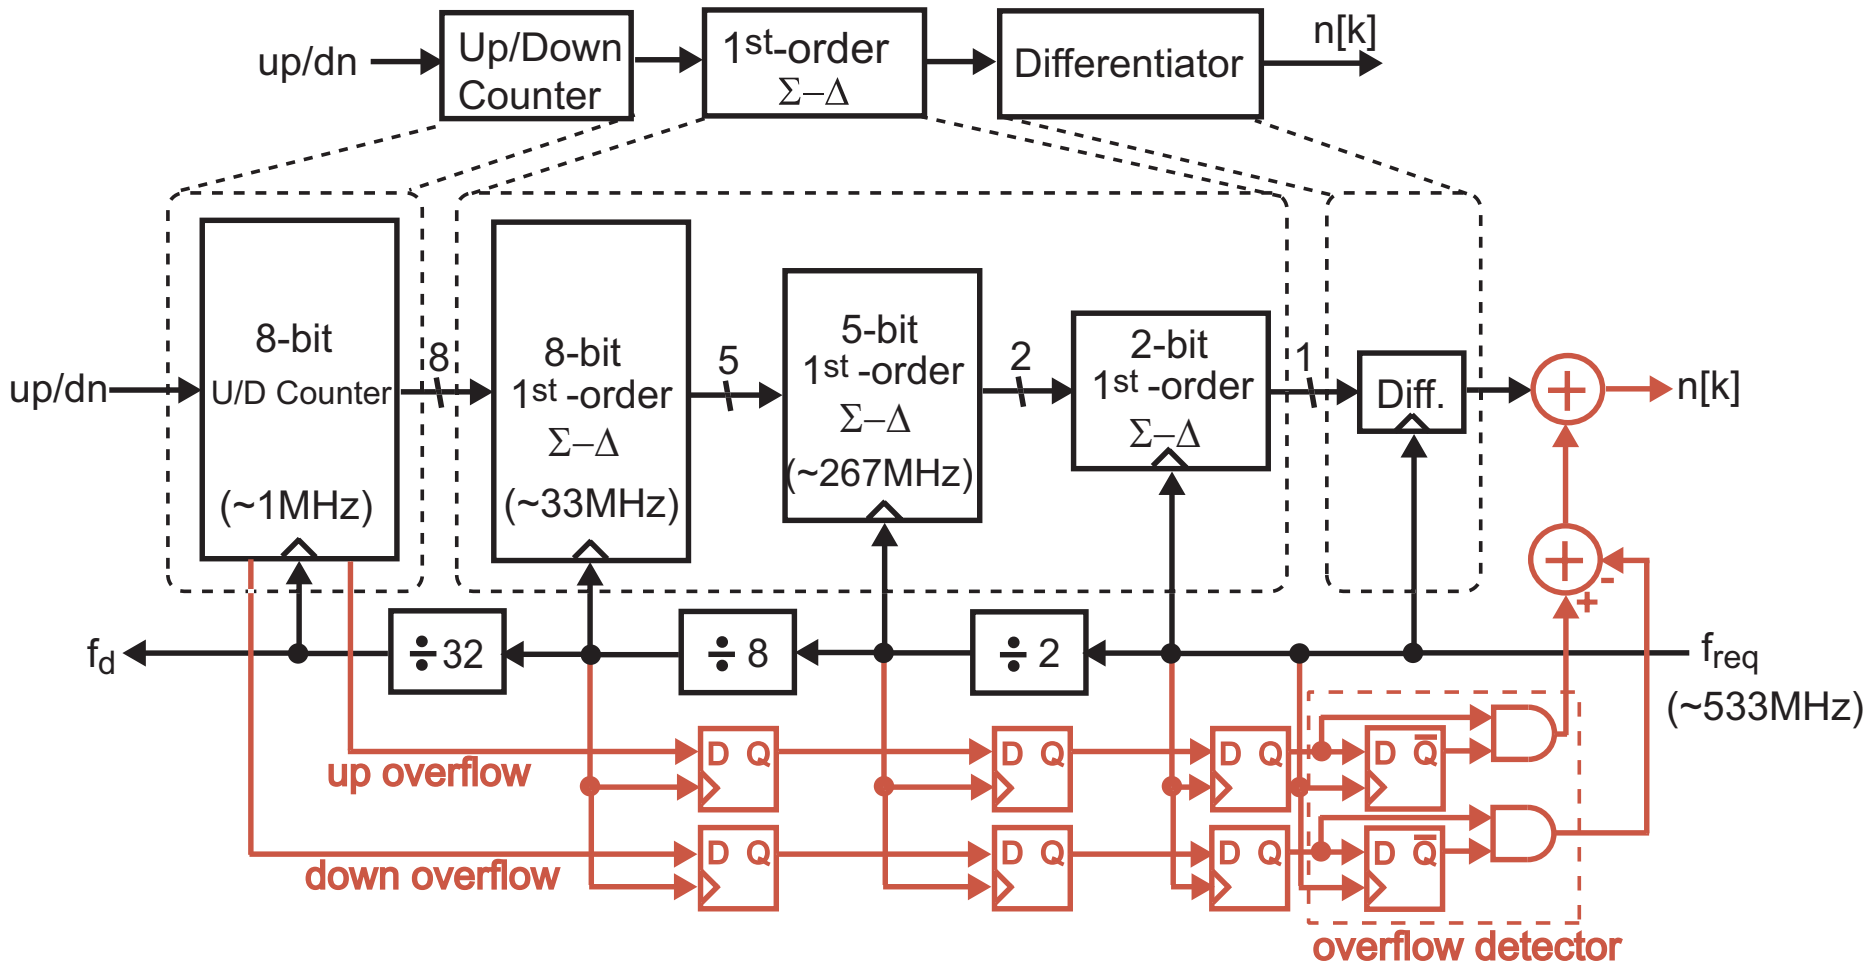 up/dn
Up/Down
Counter
1st-order
Σ–Δ
Differentiator
n[k]
up/dn
8-bit
U/D Counter
(~1MHz)
8
8-bit
1st -order
Σ–Δ
(~33MHz)
5
5-bit
1st -order
Σ–Δ
(~267MHz)
2
2-bit
1st -order
Σ–Δ
1
Diff.
+
n[k]
+
-
+
fd
÷ 32
÷ 8
÷ 2
freq
(~533MHz)
up overflow
D Q
D Q
D Q
D Q̅
down overflow
D Q
D Q
D Q
D Q̅
overflow detector